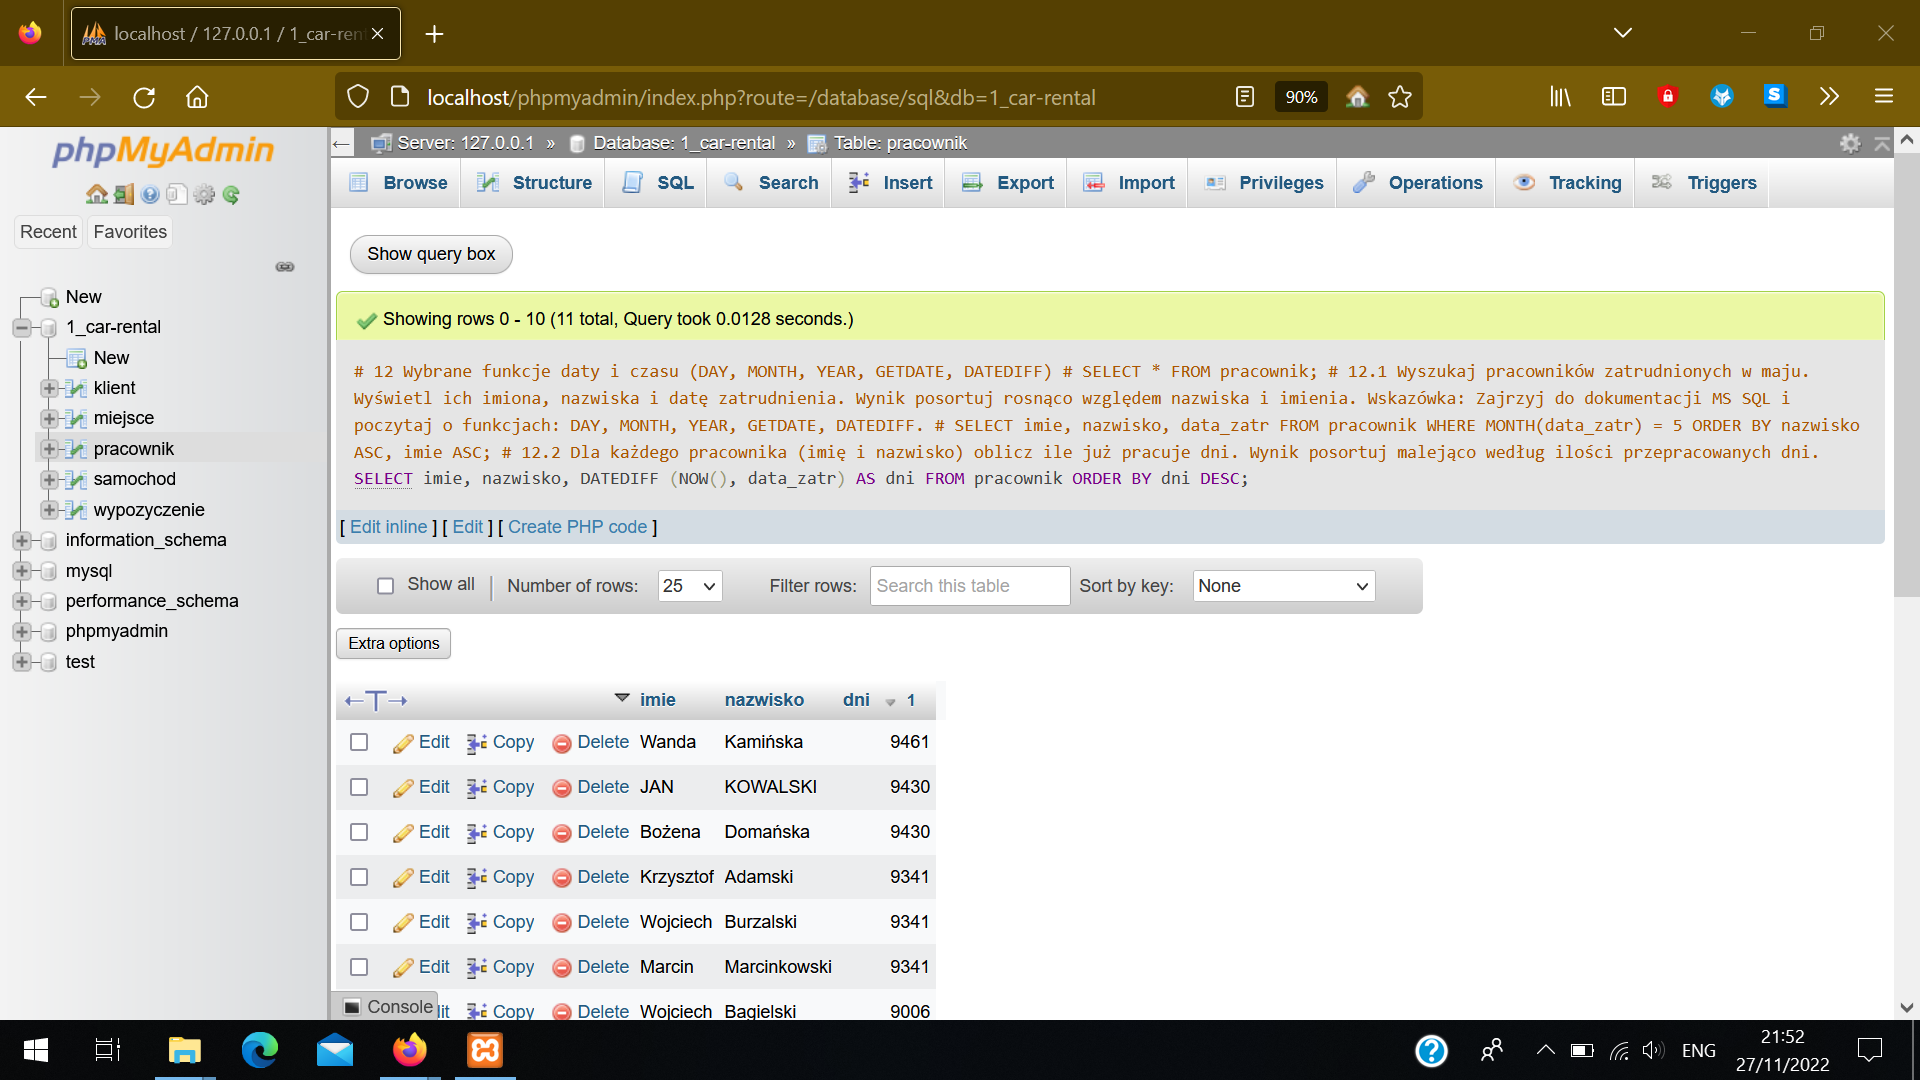 localhost / 127.0.0.1 / 1_car-ren
localhost/phpmyadmin/index.php?route=/database/sql&db=1_car-rental
90%
phpMyAdmin
Recent
Favorites
New
1_car-rental
New
klient
miejsce
pracownik
samochod
wypozyczenie
information_schema
mysql
performance_schema
phpmyadmin
test
Server: 127.0.0.1 » Database: 1_car-rental » Table: pracownik
Browse Structure SQL Search Insert Export Import Privileges Operations Tracking Triggers
Show query box
Showing rows 0 - 10 (11 total, Query took 0.0128 seconds.)
# 12 Wybrane funkcje daty i czasu (DAY, MONTH, YEAR, GETDATE, DATEDIFF) # SELECT * FROM pracownik; # 12.1 Wyszukaj pracowników zatrudnionych w maju.
Wyświetl ich imiona, nazwiska i datę zatrudnienia. Wynik posortuj rosnąco względem nazwiska i imienia. Wskazówka: Zajrzyj do dokumentacji MS SQL i
poczytaj o funkcjach: DAY, MONTH, YEAR, GETDATE, DATEDIFF. # SELECT imie, nazwisko, data_zatr FROM pracownik WHERE MONTH(data_zatr) = 5 ORDER BY nazwisko
ASC, imie ASC; # 12.2 Dla każdego pracownika (imię i nazwisko) oblicz ile już pracuje dni. Wynik posortuj malejąco według ilości przepracowanych dni.
SELECT imie, nazwisko, DATEDIFF (NOW(), data_zatr) AS dni FROM pracownik ORDER BY dni DESC;
[ Edit inline ] [ Edit ] [ Create PHP code ]
Show all | Number of rows: 25 Filter rows: Search this table Sort by key: None
Extra options
←T→ imie nazwisko dni 1
Edit Copy Delete Wanda Kamińska 9461
Edit Copy Delete JAN KOWALSKI 9430
Edit Copy Delete Bożena Domańska 9430
Edit Copy Delete Krzysztof Adamski 9341
Edit Copy Delete Wojciech Burzalski 9341
Edit Copy Delete Marcin Marcinkowski 9341
Console it Copy Delete Wojciech Bagielski 9006
ENG
21:52
27/11/2022